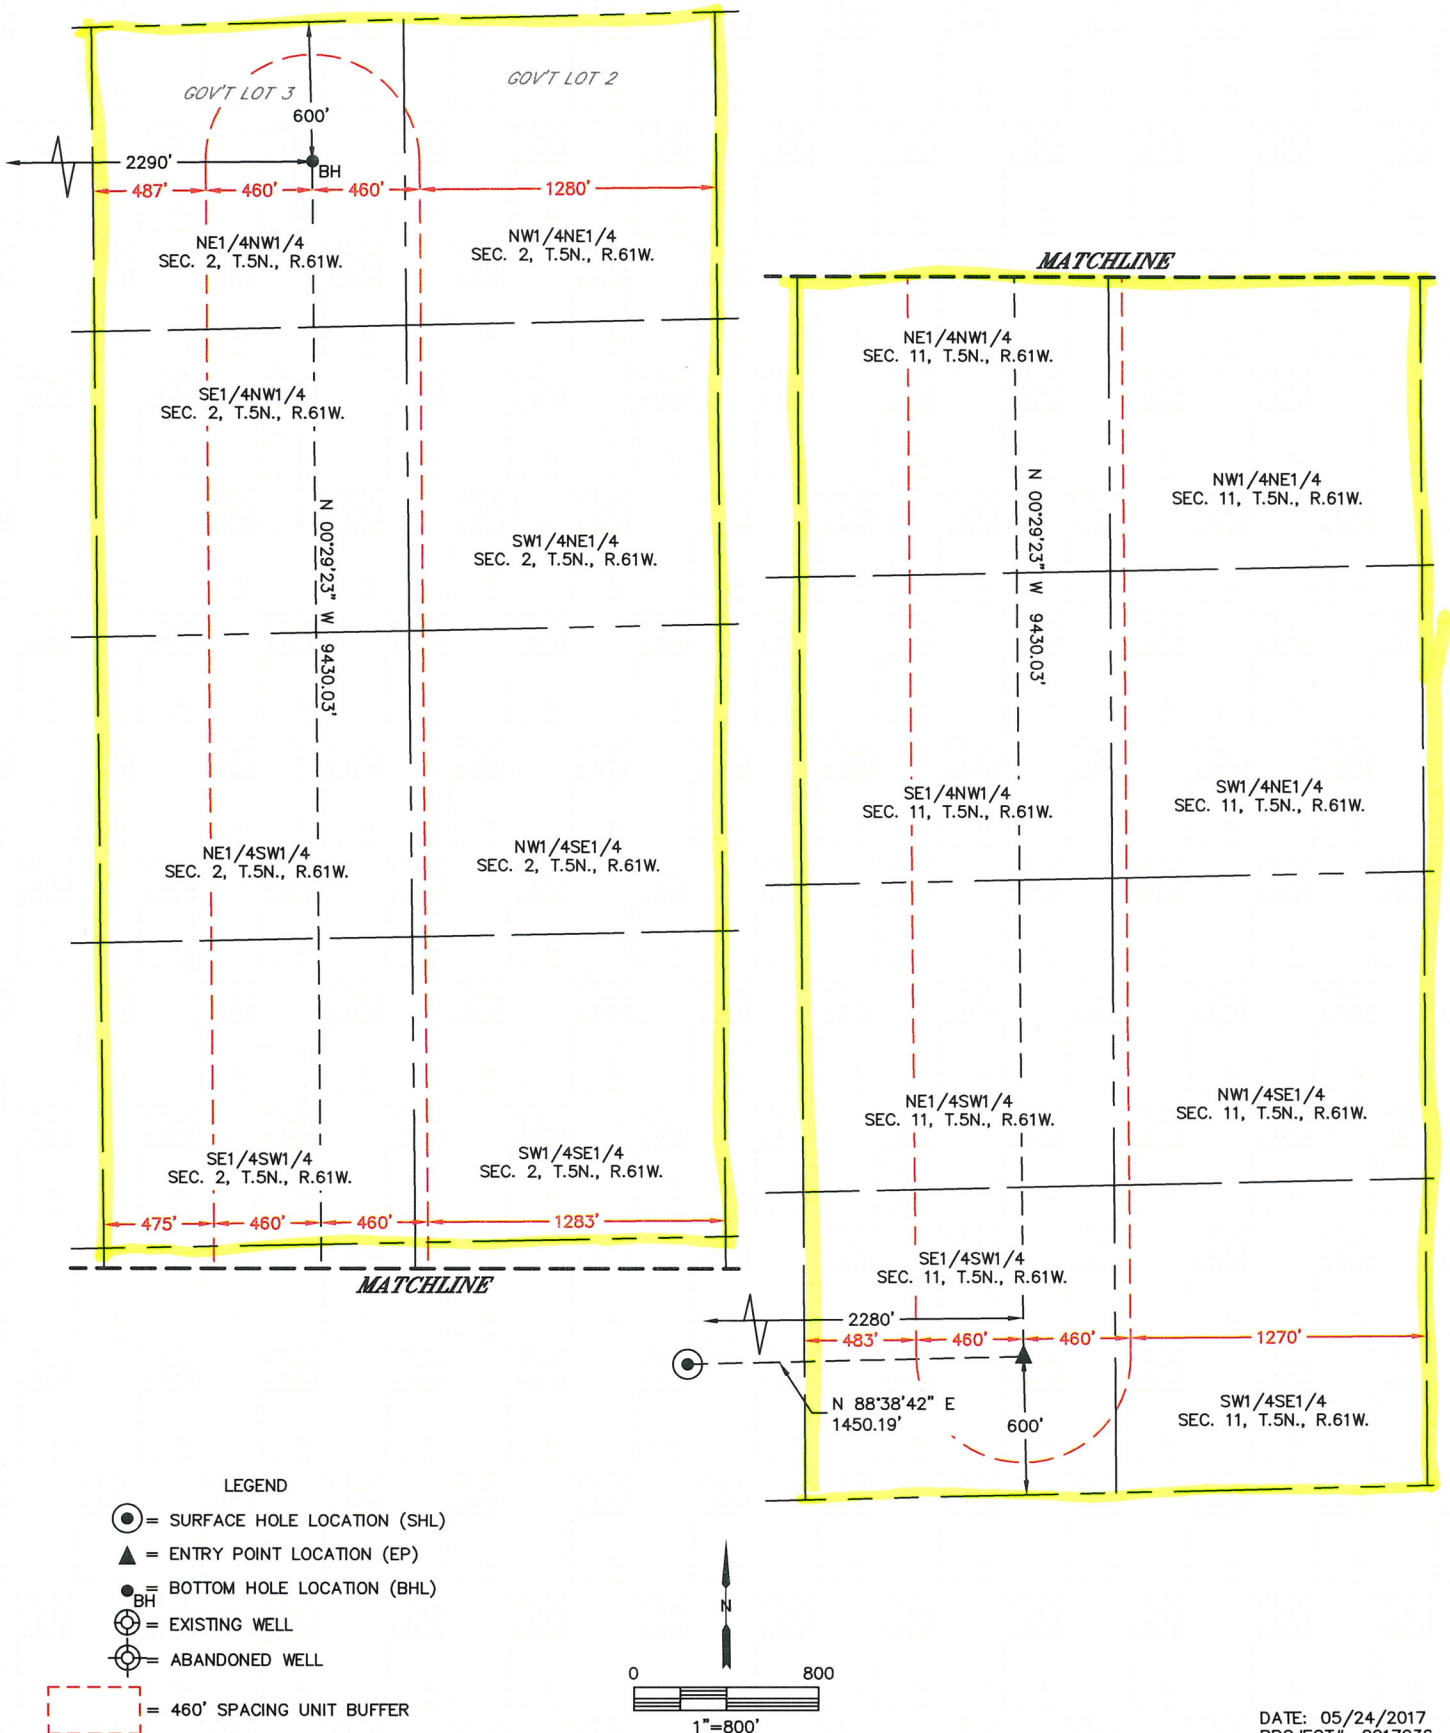 GOV'T LOT 3
GOV'T LOT 2
600'
2290'
BH
487'
460'
460'
1280'
NE1/4NW1/4
SEC. 2, T.5N., R.61W.
NW1/4NE1/4
SEC. 2, T.5N., R.61W.
SE1/4NW1/4
SEC. 2, T.5N., R.61W.
N 00°29'23" W 9430.03'
SW1/4NE1/4
SEC. 2, T.5N., R.61W.
NE1/4SW1/4
SEC. 2, T.5N., R.61W.
NW1/4SE1/4
SEC. 2, T.5N., R.61W.
SE1/4SW1/4
SEC. 2, T.5N., R.61W.
SW1/4SE1/4
SEC. 2, T.5N., R.61W.
475'
460'
460'
1283'
MATCHLINE
MATCHLINE
NE1/4NW1/4
SEC. 11, T.5N., R.61W.
NW1/4NE1/4
SEC. 11, T.5N., R.61W.
N 00°29'23" W 9430.03'
SE1/4NW1/4
SEC. 11, T.5N., R.61W.
SW1/4NE1/4
SEC. 11, T.5N., R.61W.
NE1/4SW1/4
SEC. 11, T.5N., R.61W.
NW1/4SE1/4
SEC. 11, T.5N., R.61W.
SE1/4SW1/4
SEC. 11, T.5N., R.61W.
2280'
483'
460'
460'
1270'
N 88°38'42" E
1450.19'
600'
SW1/4SE1/4
SEC. 11, T.5N., R.61W.
LEGEND
= SURFACE HOLE LOCATION (SHL)
= ENTRY POINT LOCATION (EP)
BH = BOTTOM HOLE LOCATION (BHL)
= EXISTING WELL
= ABANDONED WELL
= 460' SPACING UNIT BUFFER
N
0 800
1"=800'
DATE: 05/24/2017